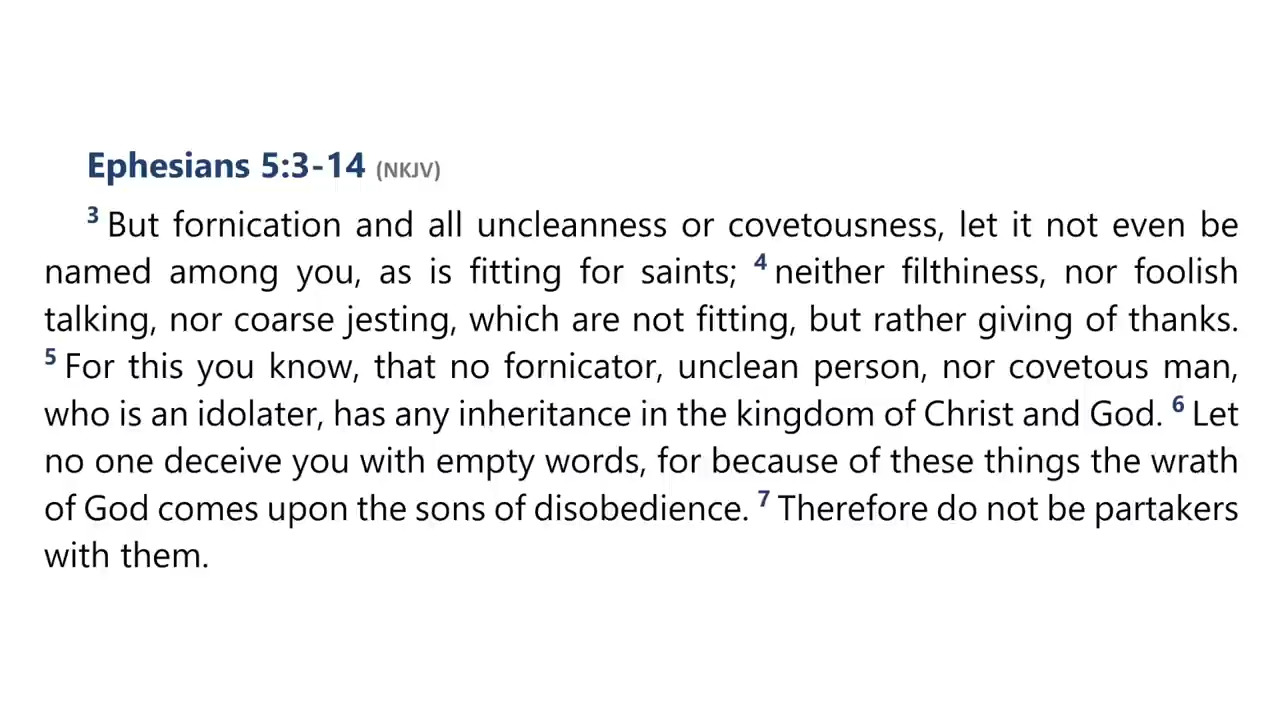 Ephesians 5:3-14 (NKJV)
3 But fornication and all uncleanness or covetousness, let it not even be
named among you, as is fitting for saints; 4 neither filthiness, nor foolish
talking, nor coarse jesting, which are not fitting, but rather giving of thanks.
5 For this you know, that no fornicator, unclean person, nor covetous man,
who is an idolater, has any inheritance in the kingdom of Christ and God. 6 Let
no one deceive you with empty words, for because of these things the wrath
of God comes upon the sons of disobedience. 7 Therefore do not be partakers
with them.